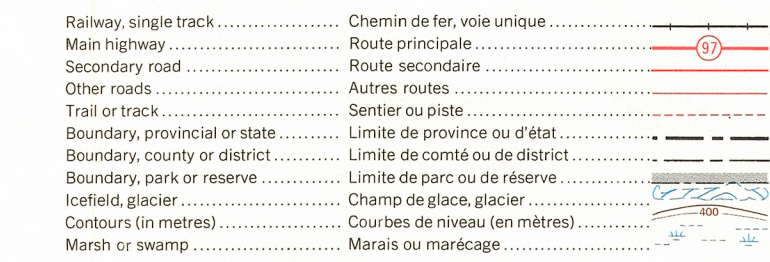 Railway, single track .................... Chemin de fer, voie unique ....................
Main highway .................... Route principale .................... 97
Secondary road .................... Route secondaire ....................
Other roads .................... Autres routes ....................
Trail or track .................... Sentier ou piste ....................
Boundary, provincial or state .................... Limite de province ou d'état ....................
Boundary, county or district .................... Limite de comté ou de district ....................
Boundary, park or reserve .................... Limite de parc ou de réserve ....................
Icefield, glacier .................... Champ de glace, glacier ....................
Contours (in metres) .................... Courbes de niveau (en mètres) .................... 400
Marsh or swamp .................... Marais ou marécage ....................